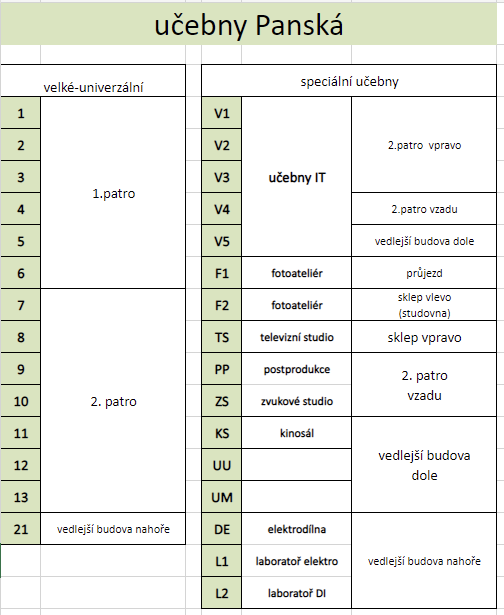 učebny Panská
velké-univerzální
1
2
3
4
5
6
1.patro
7
8
9
10
11
12
13
2. patro
21 vedlejší budova nahoře
speciální učebny
V1
V2
V3
V4
V5
učebny IT
2.patro vpravo
2.patro vzadu
vedlejší budova dole
F1 fotoateliér průjezd
F2 fotoateliér sklep vlevo
(studovna)
TS televizní studio sklep vpravo
PP postprodukce
ZS zvukové studio
2. patro
vzadu
KS kinosál
UU
UM
vedlejší budova
dole
DE elektrodílna
L1 laboratoř elektro
L2 laboratoř DI
vedlejší budova nahoře